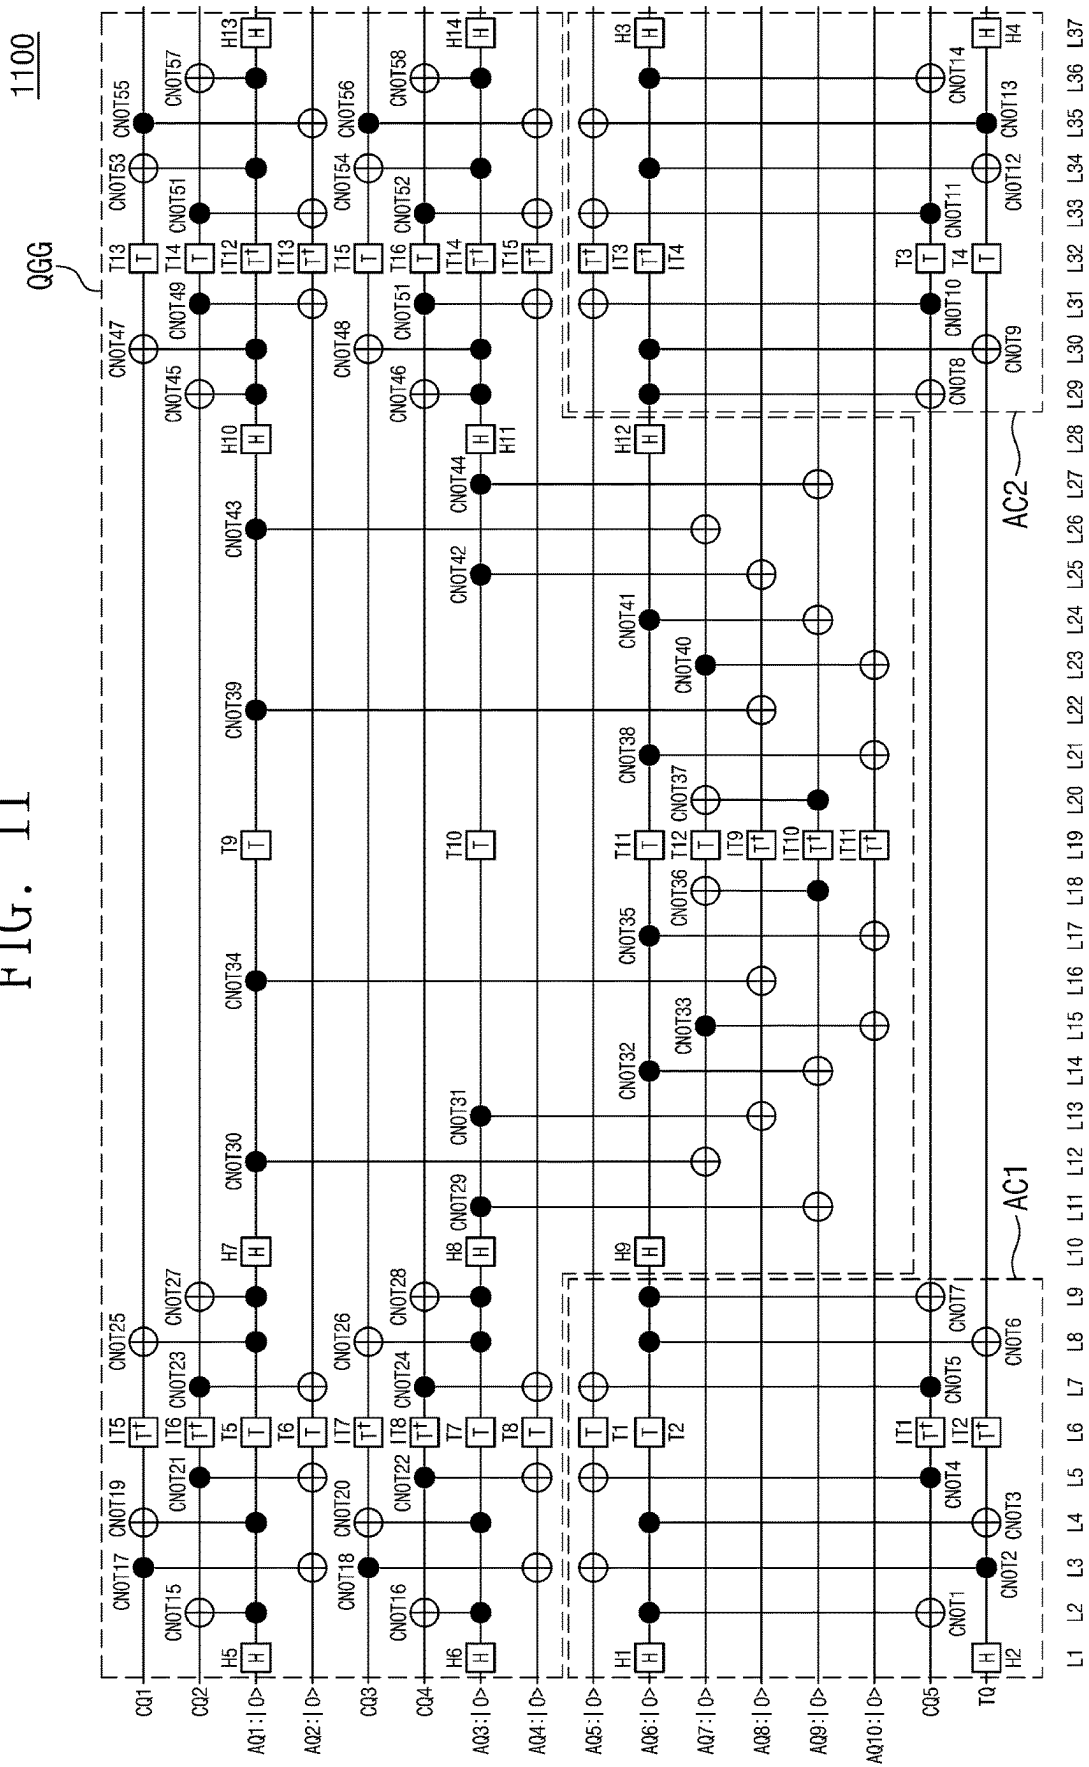 FIG. 11
1100
QGG
CQ1
CQ2
AQ1:|0>
AQ2:|0>
CQ3
CQ4
AQ3:|0>
AQ4:|0>
AQ5:|0>
AQ6:|0>
AQ7:|0>
AQ8:|0>
AQ9:|0>
AQ10:|0>
CQ5
TQ
CNOT17 CNOT19 IT5 T† CNOT25 CNOT47 T13 T CNOT53 CNOT55
CNOT15 CNOT21 IT6 T† CNOT23 CNOT27 CNOT45 CNOT49 T14 T CNOT51 CNOT57
H5 H T5 T H7 H CNOT30 CNOT34 T9 T CNOT39 CNOT43 H10 H IT12 T† H13 H
T6 T IT13 T†
CNOT18 CNOT20 IT7 T† CNOT26 CNOT48 T15 T CNOT54 CNOT56
CNOT16 CNOT22 IT8 T† CNOT24 CNOT28 CNOT46 CNOT51 T16 T CNOT52 CNOT58
H6 H T7 T H8 H CNOT29 CNOT31 T10 T CNOT42 CNOT44 H H11 IT14 T† H14 H
T8 T IT15 T†
T T1 T† IT3
H1 H T T2 H9 H CNOT32 CNOT35 T11 T CNOT38 CNOT41 H12 H T† IT4 H3 H
CNOT33 CNOT36 T12 T CNOT37 CNOT40
IT9 T†
IT10 T†
IT11 T†
CNOT1 CNOT4 IT1 T† CNOT5 CNOT7 CNOT8 CNOT10 T3 T CNOT11 CNOT14
H H2 CNOT2 CNOT3 IT2 T† CNOT6 CNOT9 T4 T CNOT12 CNOT13 H H4
AC1
AC2
L1 L2 L3 L4 L5 L6 L7 L8 L9 L10 L11 L12 L13 L14 L15 L16 L17 L18 L19 L20 L21 L22 L23 L24 L25 L26 L27 L28 L29 L30 L31 L32 L33 L34 L35 L36 L37